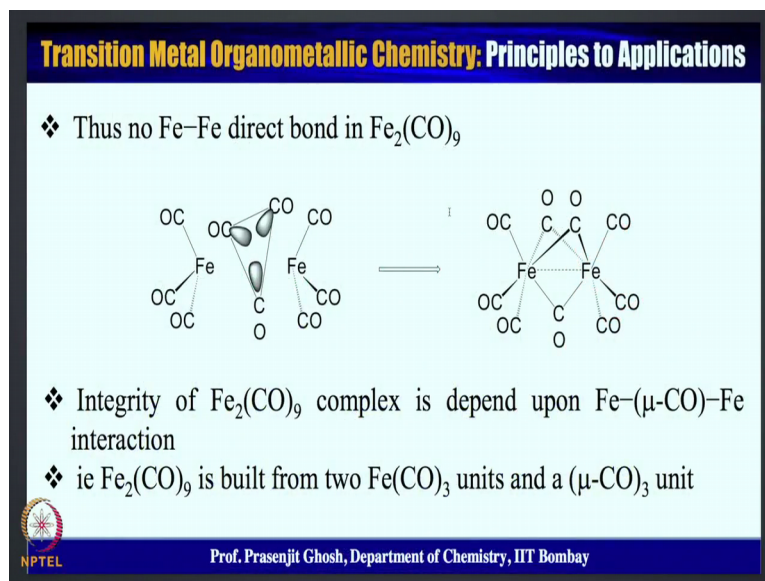 Transition Metal Organometallic Chemistry: Principles to Applications
❖ Thus no Fe−Fe direct bond in Fe₂(CO)₉
OC OC CO CO
Fe Fe
OC OC C O CO CO
OC O O C C CO
Fe Fe
OC OC C O CO CO
❖ Integrity of Fe₂(CO)₉ complex is depend upon Fe−(μ-CO)−Fe
interaction
❖ ie Fe₂(CO)₉ is built from two Fe(CO)₃ units and a (μ-CO)₃ unit
NPTEL
Prof. Prasenjit Ghosh, Department of Chemistry, IIT Bombay